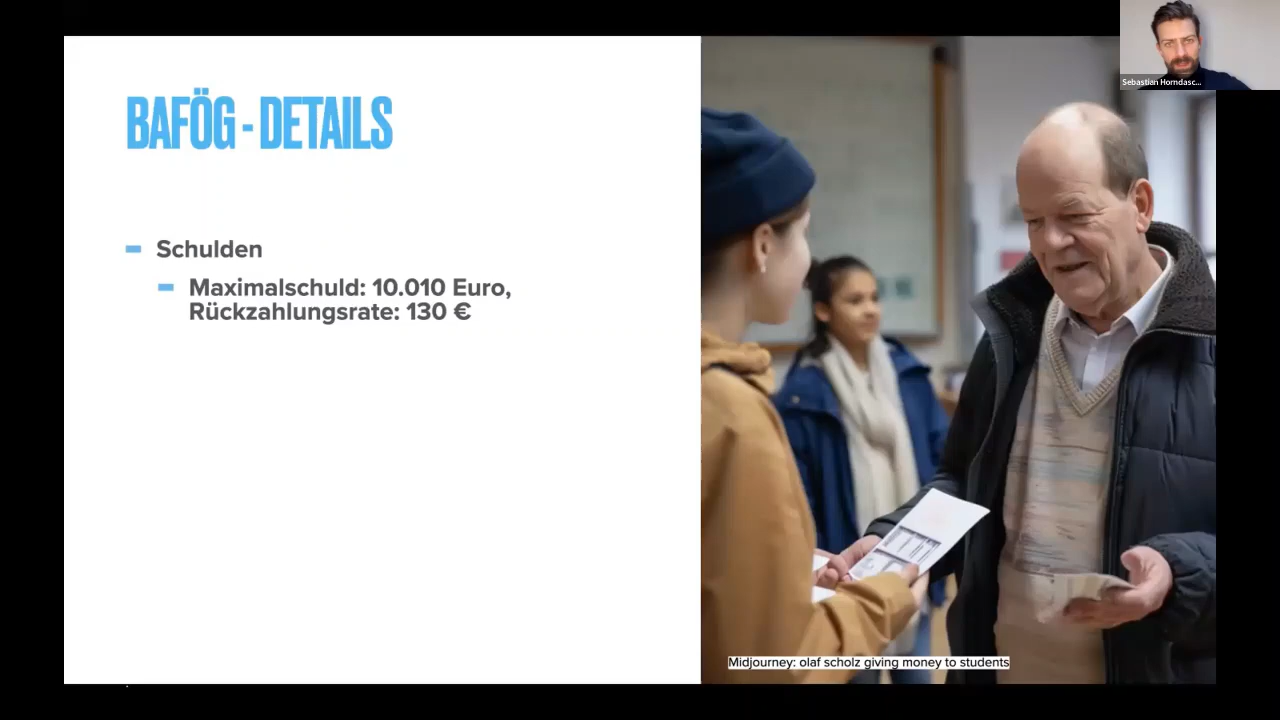 BAFÖG - DETAILS
Schulden
Maximalschuld: 10.010 Euro,
Rückzahlungsrate: 130 €
Midjourney: olaf scholz giving money to students
Sebastian Horndasc...